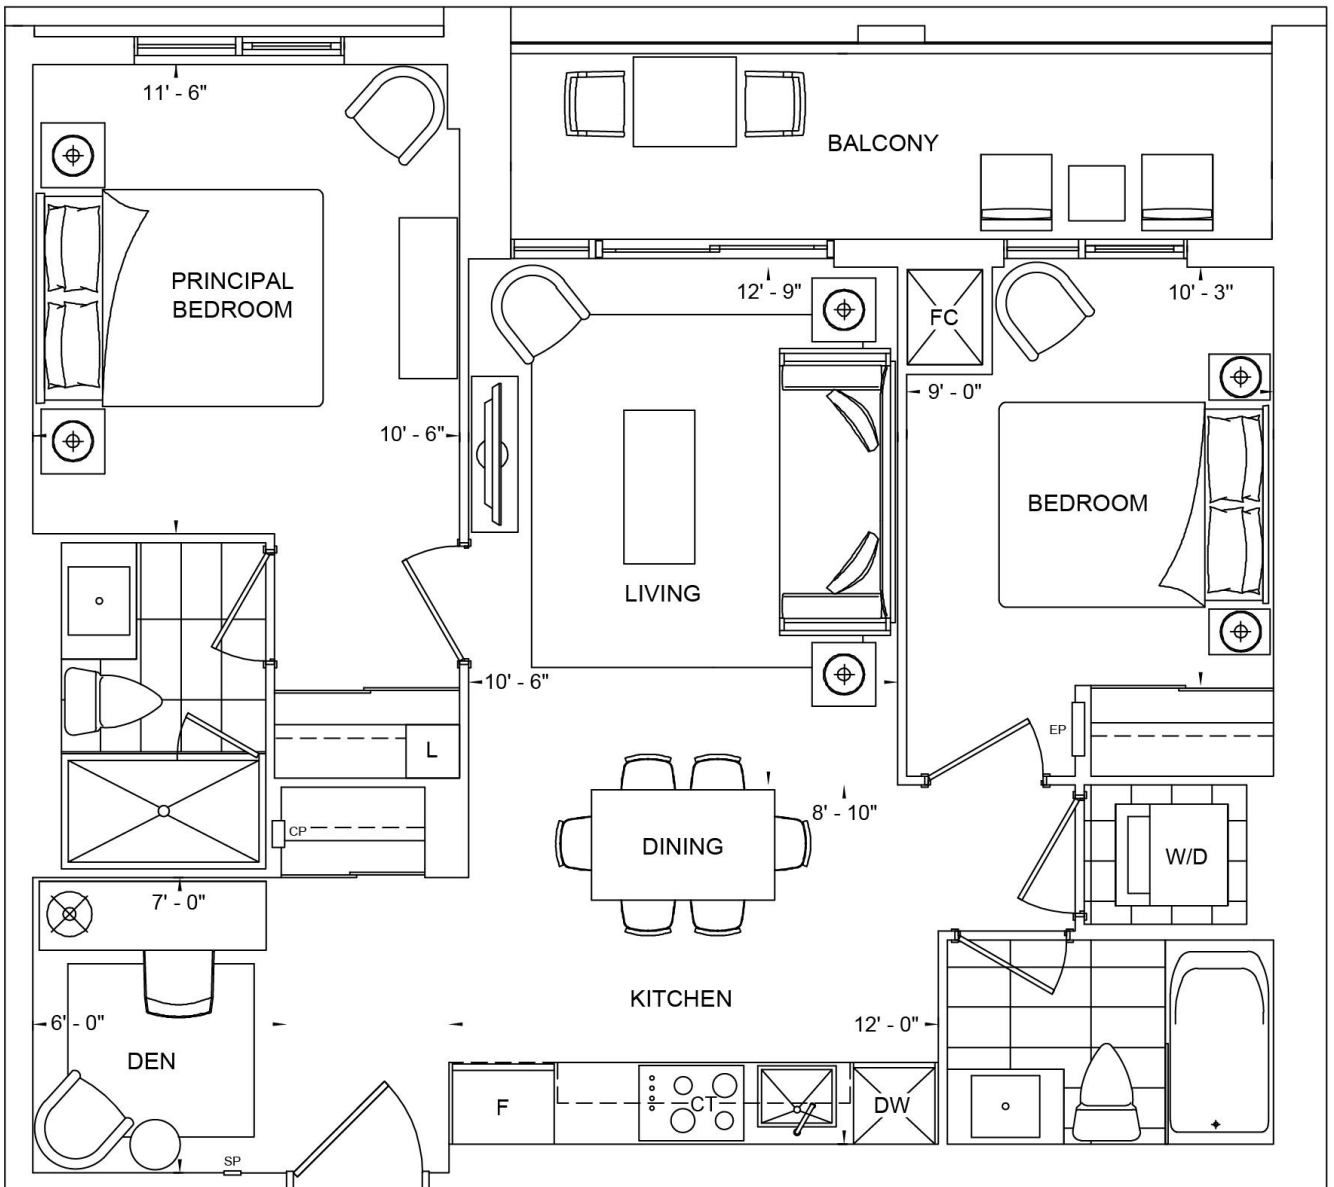 11' - 6"
BALCONY
PRINCIPAL
BEDROOM
12' - 9"
10' - 3"
FC
9' - 0"
10' - 6"
BEDROOM
LIVING
10' - 6"
EP
L
8' - 10"
CP
DINING
W/D
7' - 0"
KITCHEN
6' - 0"
12' - 0"
DEN
F
CT
DW
SP